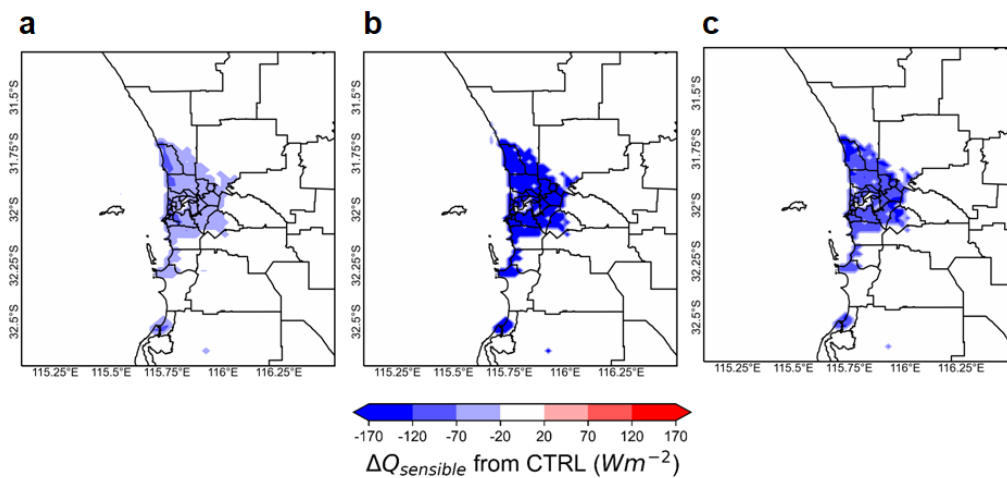 a b c
31.5°S 31.5°S 31.5°S
31.75°S 31.75°S 31.75°S
32°S 32°S 32°S
32.25°S 32.25°S 32.25°S
32.5°S 32.5°S 32.5°S
115.25°E 115.5°E 115.75°E 116°E 116.25°E 115.25°E 115.5°E 115.75°E 116°E 116.25°E 115.25°E 115.5°E 115.75°E 116°E 116.25°E
-170 -120 -70 -20 20 70 120 170
ΔQsensible from CTRL (Wm−2)